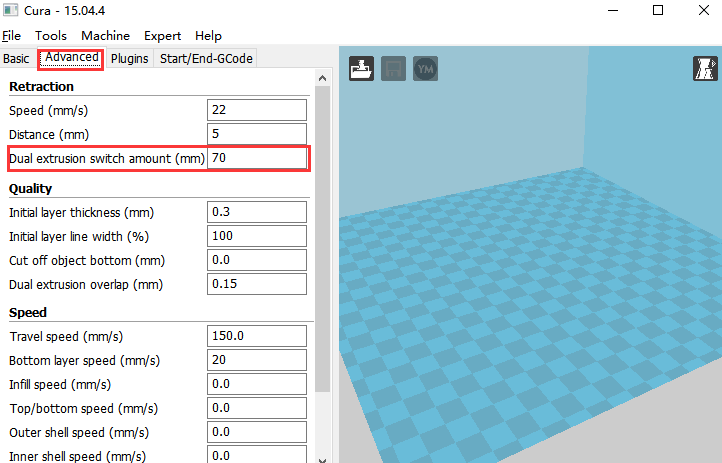 Cura - 15.04.4
File Tools Machine Expert Help
Basic Advanced Plugins Start/End-GCode
Retraction
Speed (mm/s) 22
Distance (mm) 5
Dual extrusion switch amount (mm) 70
Quality
Initial layer thickness (mm) 0.3
Initial layer line width (%) 100
Cut off object bottom (mm) 0.0
Dual extrusion overlap (mm) 0.15
Speed
Travel speed (mm/s) 150.0
Bottom layer speed (mm/s) 20
Infill speed (mm/s) 0.0
Top/bottom speed (mm/s) 0.0
Outer shell speed (mm/s) 0.0
Inner shell speed (mm/s) 0.0
YM